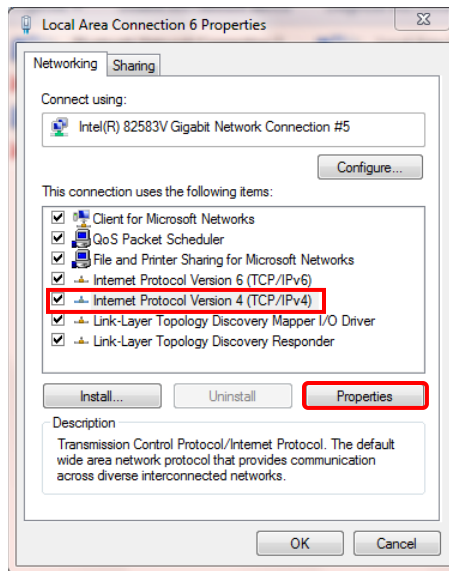 Local Area Connection 6 Properties
Networking
Sharing
Connect using:
Intel(R) 82583V Gigabit Network Connection #5
Configure...
This connection uses the following items:
Client for Microsoft Networks
QoS Packet Scheduler
File and Printer Sharing for Microsoft Networks
Internet Protocol Version 6 (TCP/IPv6)
Internet Protocol Version 4 (TCP/IPv4)
Link-Layer Topology Discovery Mapper I/O Driver
Link-Layer Topology Discovery Responder
Install...
Uninstall
Properties
Description
Transmission Control Protocol/Internet Protocol. The default
wide area network protocol that provides communication
across diverse interconnected networks.
OK
Cancel